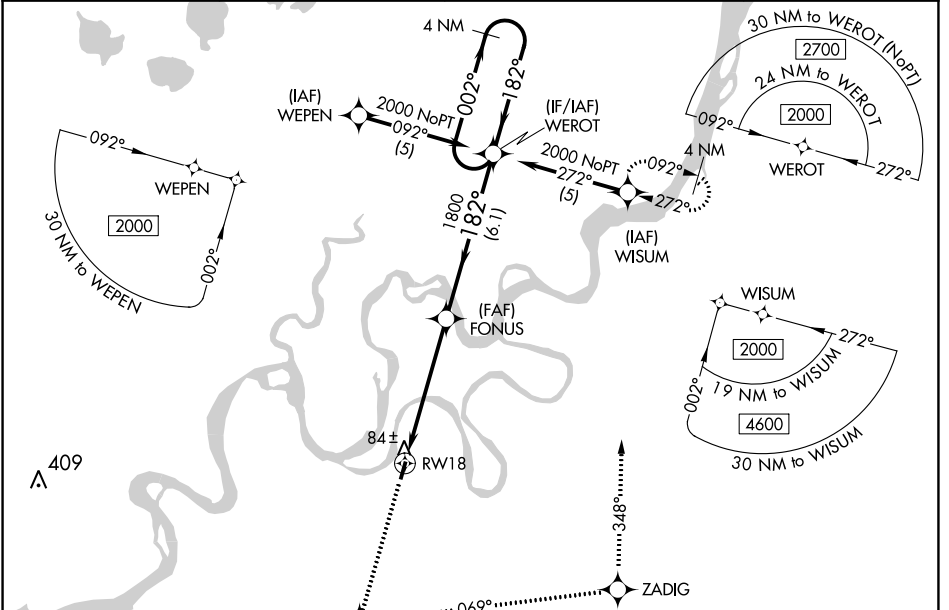 4 NM
30 NM to WEROT (NoPT)
2700
24 NM to WEROT
2000
092°
WEROT
272°
002°
182°
(IAF)
WEPEN
2000 NoPT
092°
(5)
(IF/IAF)
WEROT
2000 NoPT
272°
(5)
092°
4 NM
272°
(IAF)
WISUM
092°
WEPEN
2000
002°
30 NM to WEPEN
1800
182°
(6.1)
(FAF)
FONUS
WISUM
272°
2000
002°
19 NM to WISUM
4600
30 NM to WISUM
84±
RW18
409
348°
ZADIG
069°